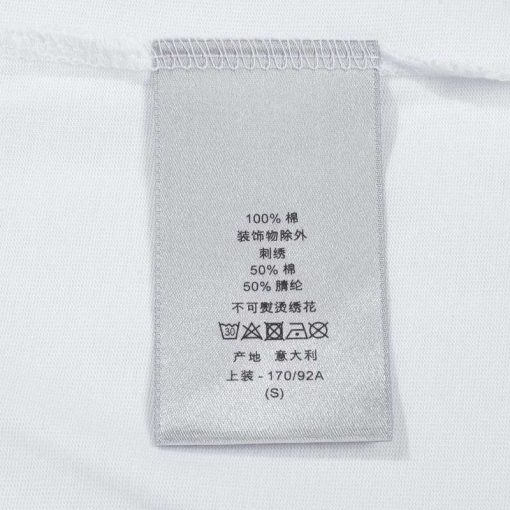 100% 棉
装饰物除外
刺绣
50% 棉
50% 腈纶
不可熨烫绣花
30
产地 意大利
上装 - 170/92A
(S)